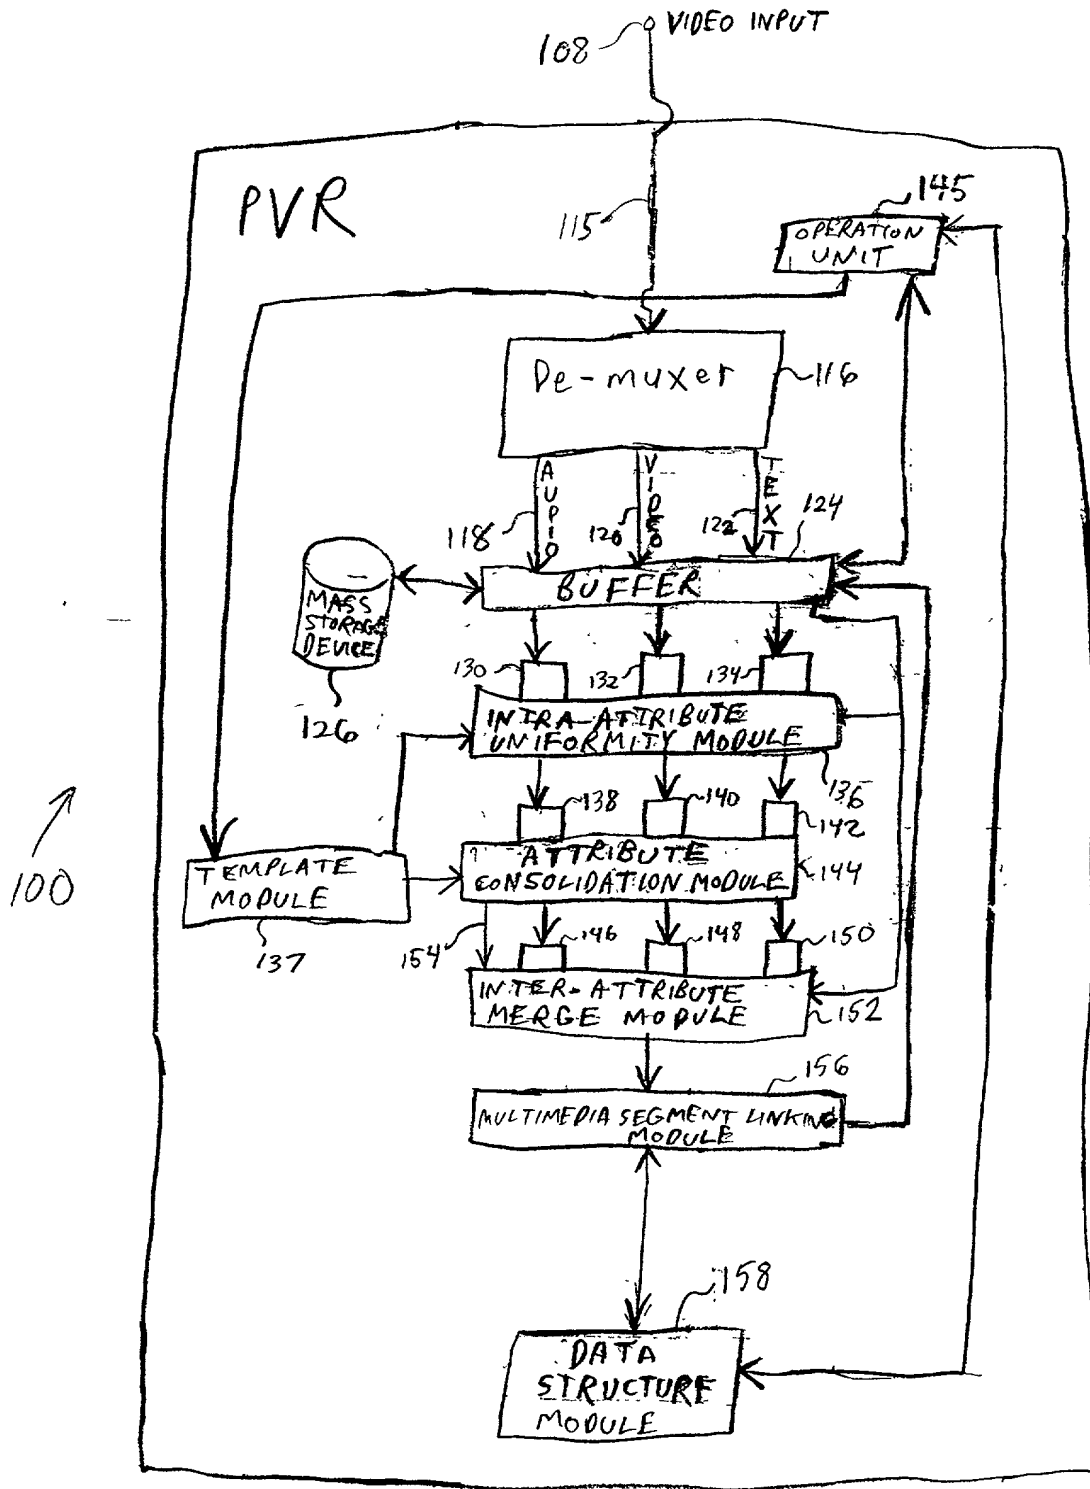 VIDEO INPUT
108
PVR
115
145
OPERATION
UNIT
De-muxer
116
AUDIO
VIDEO
TEXT
118
120
122
124
BUFFER
MASS
STORAGE
DEVICE
126
130
132
134
INTRA-ATTRIBUTE
UNIFORMITY MODULE
136
138
140
142
100
TEMPLATE
MODULE
137
ATTRIBUTE
CONSOLIDATION MODULE
144
154
146
148
150
INTER-ATTRIBUTE
MERGE MODULE
152
156
MULTIMEDIA SEGMENT LINKING
MODULE
158
DATA
STRUCTURE
MODULE